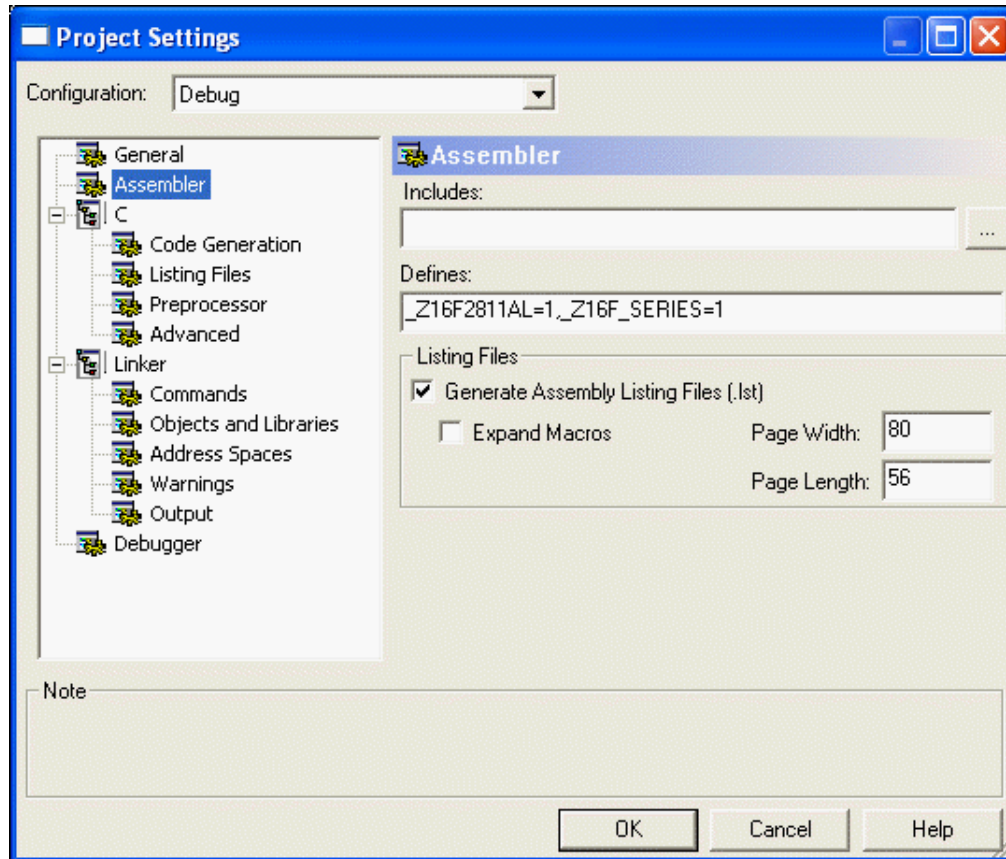 Project Settings
Configuration: Debug
General
Assembler
C
Code Generation
Listing Files
Preprocessor
Advanced
Linker
Commands
Objects and Libraries
Address Spaces
Warnings
Output
Debugger
Assembler
Includes:
...
Defines:
_Z16F2811AL=1,_Z16F_SERIES=1
Listing Files
Generate Assembly Listing Files (.lst)
Expand Macros Page Width: 80
Page Length: 56
Note
OK Cancel Help